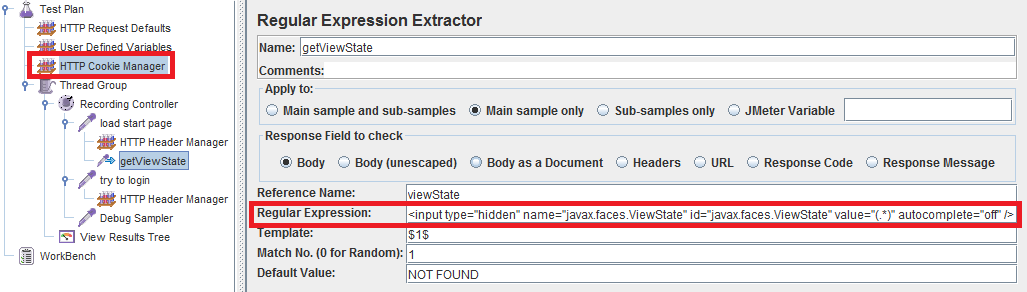 Test Plan
HTTP Request Defaults
User Defined Variables
HTTP Cookie Manager
Thread Group
Recording Controller
load start page
HTTP Header Manager
getViewState
try to login
HTTP Header Manager
Debug Sampler
View Results Tree
WorkBench
Regular Expression Extractor
Name: getViewState
Comments:
Apply to:
Main sample and sub-samples Main sample only Sub-samples only JMeter Variable
Response Field to check
Body Body (unescaped) Body as a Document Headers URL Response Code Response Message
Reference Name: viewState
Regular Expression: <input type="hidden" name="javax.faces.ViewState" id="javax.faces.ViewState" value="(.*)" autocomplete="off" />
Template: $1$
Match No. (0 for Random): 1
Default Value: NOT FOUND